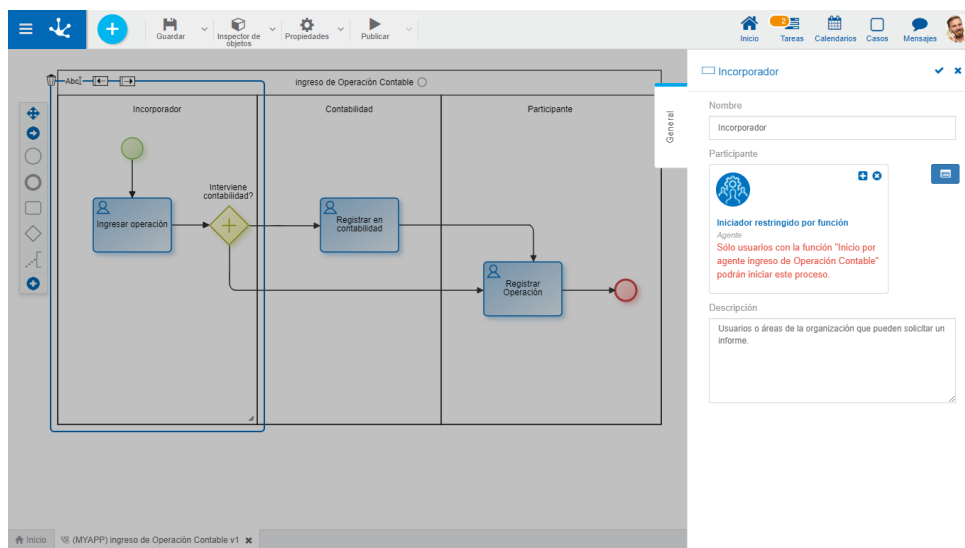 Guardar
Inspector de
objetos
Propiedades
Publicar
Inicio
2
Tareas
Calendarios
Casos
Mensajes
Abc
ingreso de Operación Contable
Incorporador
Contabilidad
Participante
Ingresar operación
Interviene
contabilidad?
Registrar en
contabilidad
Registrar
Operación
General
Incorporador
Nombre
Incorporador
Participante
Iniciador restringido por función
Agente
Sólo usuarios con la función "Inicio por
agente ingreso de Operación Contable"
podrán iniciar este proceso.
Descripción
Usuarios o áreas de la organización que pueden solicitar un
informe.
Inicio
(MYAPP) ingreso de Operación Contable v1